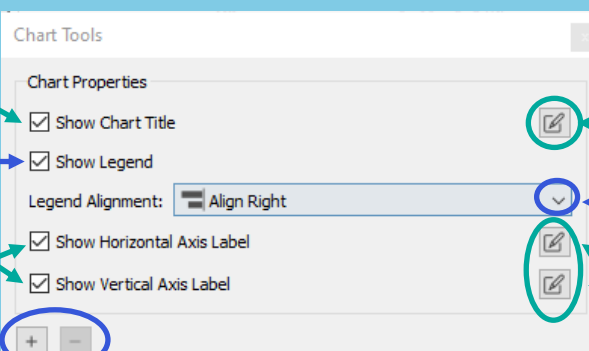 Chart Tools
Chart Properties
Show Chart Title
Show Legend
Legend Alignment: Align Right
Show Horizontal Axis Label
Show Vertical Axis Label
+ −